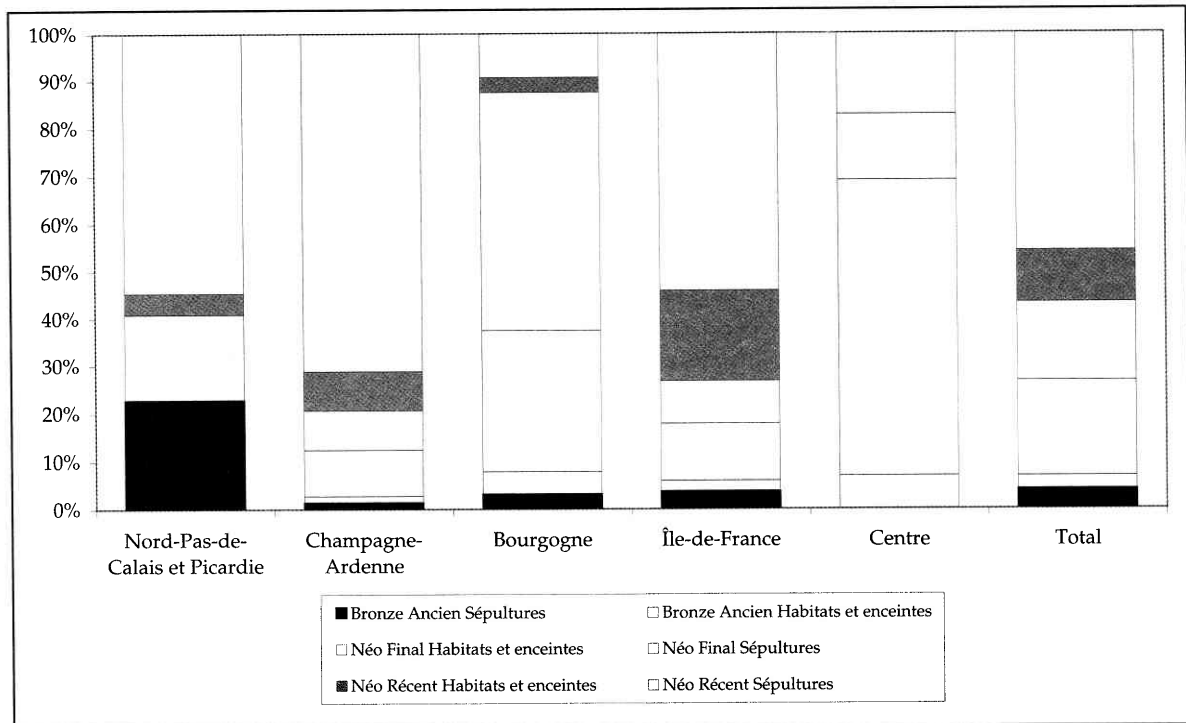 100%
90%
80%
70%
60%
50%
40%
30%
20%
10%
0%
Nord-Pas-de-
Calais et Picardie
Champagne-
Ardenne
Bourgogne
Île-de-France
Centre
Total
Bronze Ancien Sépultures
Bronze Ancien Habitats et enceintes
Néo Final Habitats et enceintes
Néo Final Sépultures
Néo Récent Habitats et enceintes
Néo Récent Sépultures